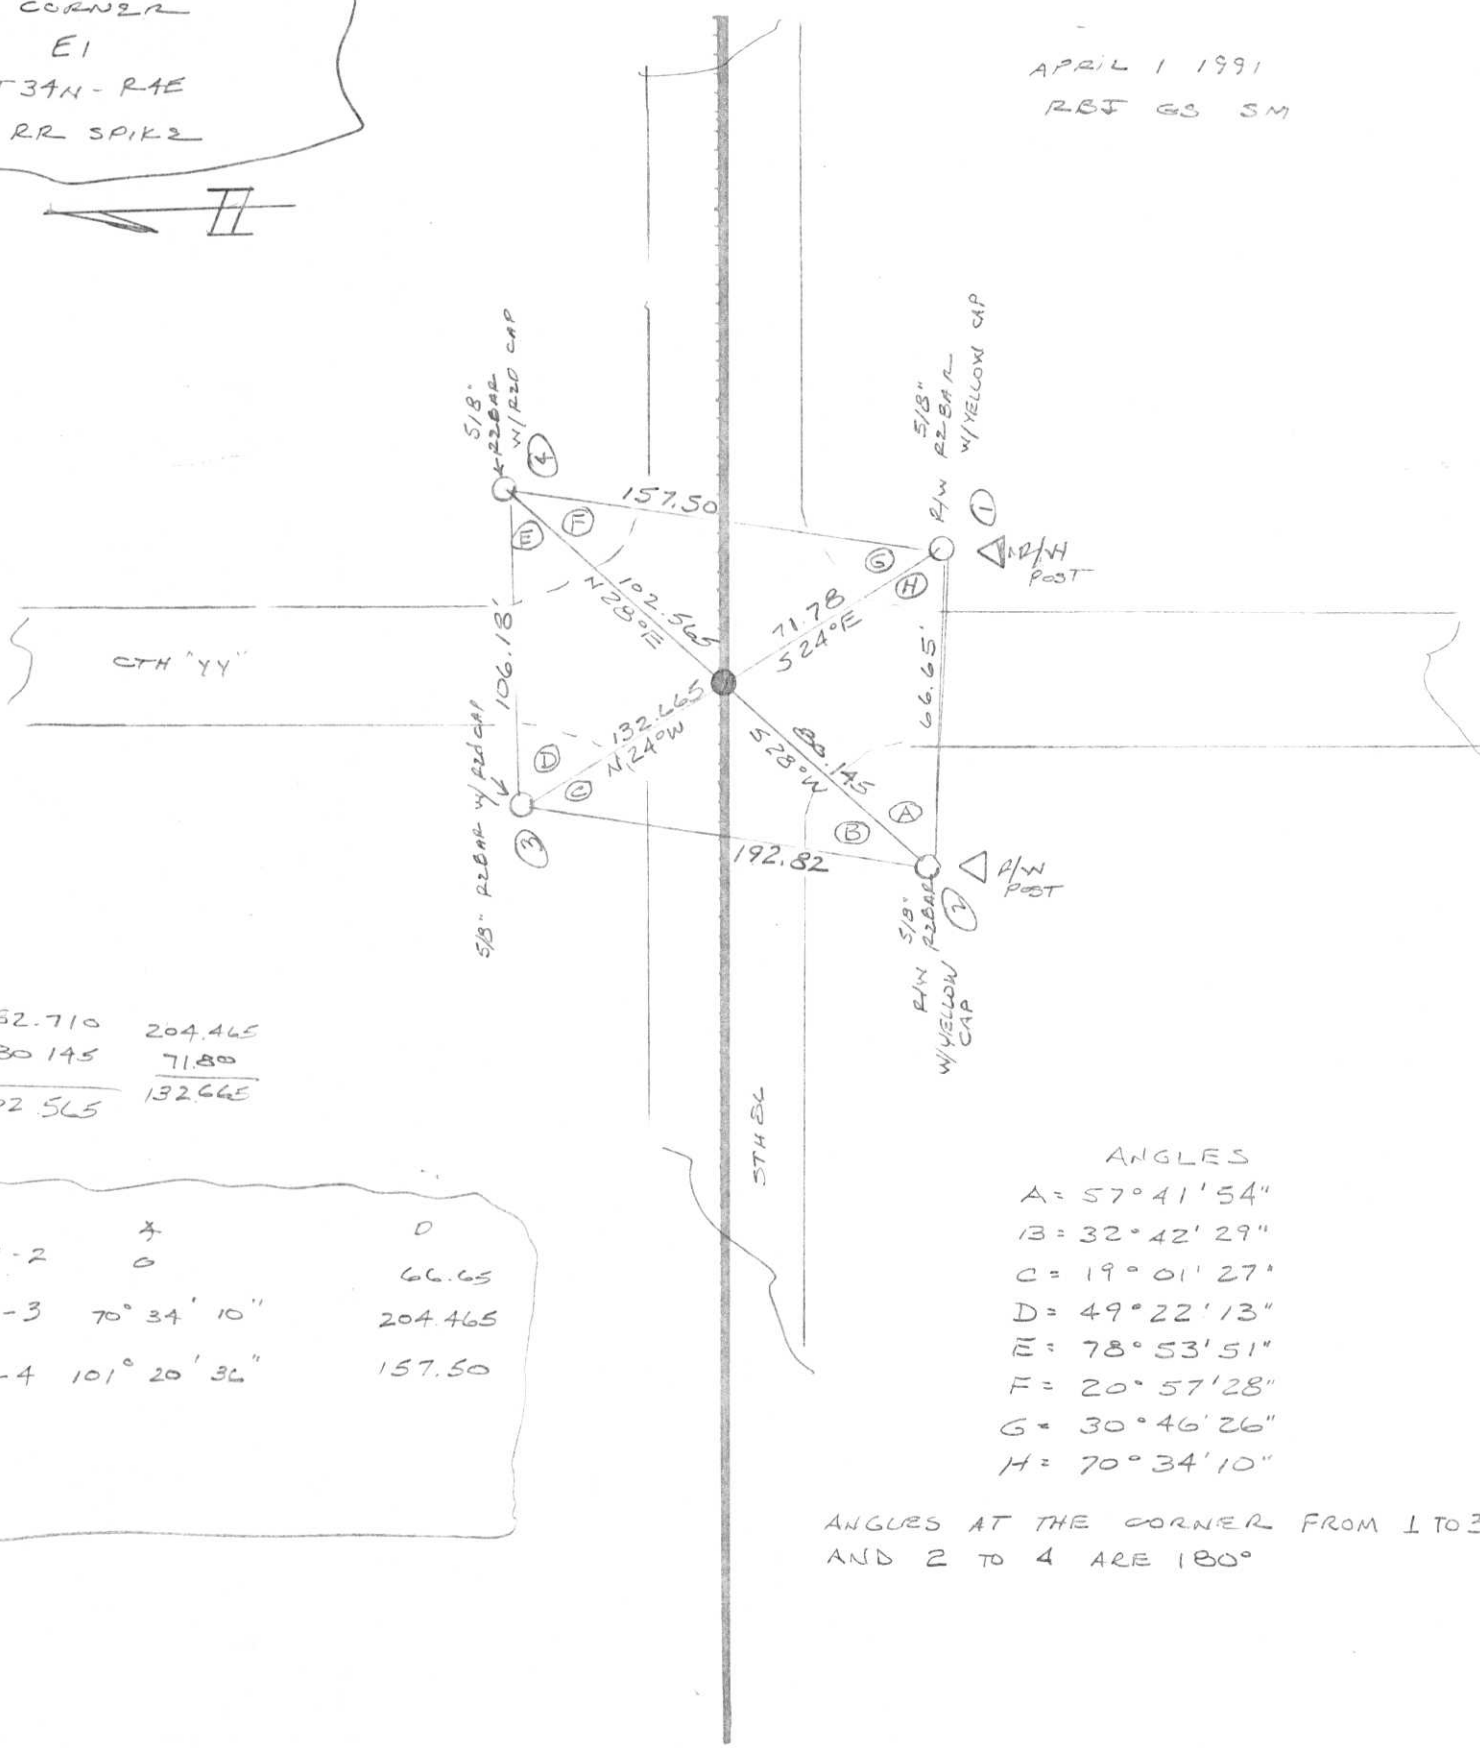 CORNER
E1
T34N - R4E
RR SPIKE
APRIL 1 1991
RBJ GS SM
5/8"
REBAR
W/RED CAP
4
R/W 5/8" REBAR
W/YELLOW CAP
1
R/W
POST
157.50
E
F
G
H
102.565
N28°E
71.78
S24°E
CTH "YY"
106.18'
66.65'
132.665
N24°W
80.145
S28°W
D
C
B
A
192.82
5/8" REBAR W/ RED CAP
3
R/W
POST
R/W 5/8" REBAR
W/YELLOW CAP
2
STH 86
82.710 204.465
80 145 71.80
02.565 132.665
ANGLES
A= 57°41'54"
B= 32°42'29"
C= 19°01'27"
D= 49°22'13"
E= 78°53'51"
F= 20°57'28"
G= 30°46'26"
H= 70°34'10"
∡ D
-2 0 66.65
-3 70°34'10" 204.465
-4 101°20'36" 157.50
ANGLES AT THE CORNER FROM 1 TO 3
AND 2 TO 4 ARE 180°